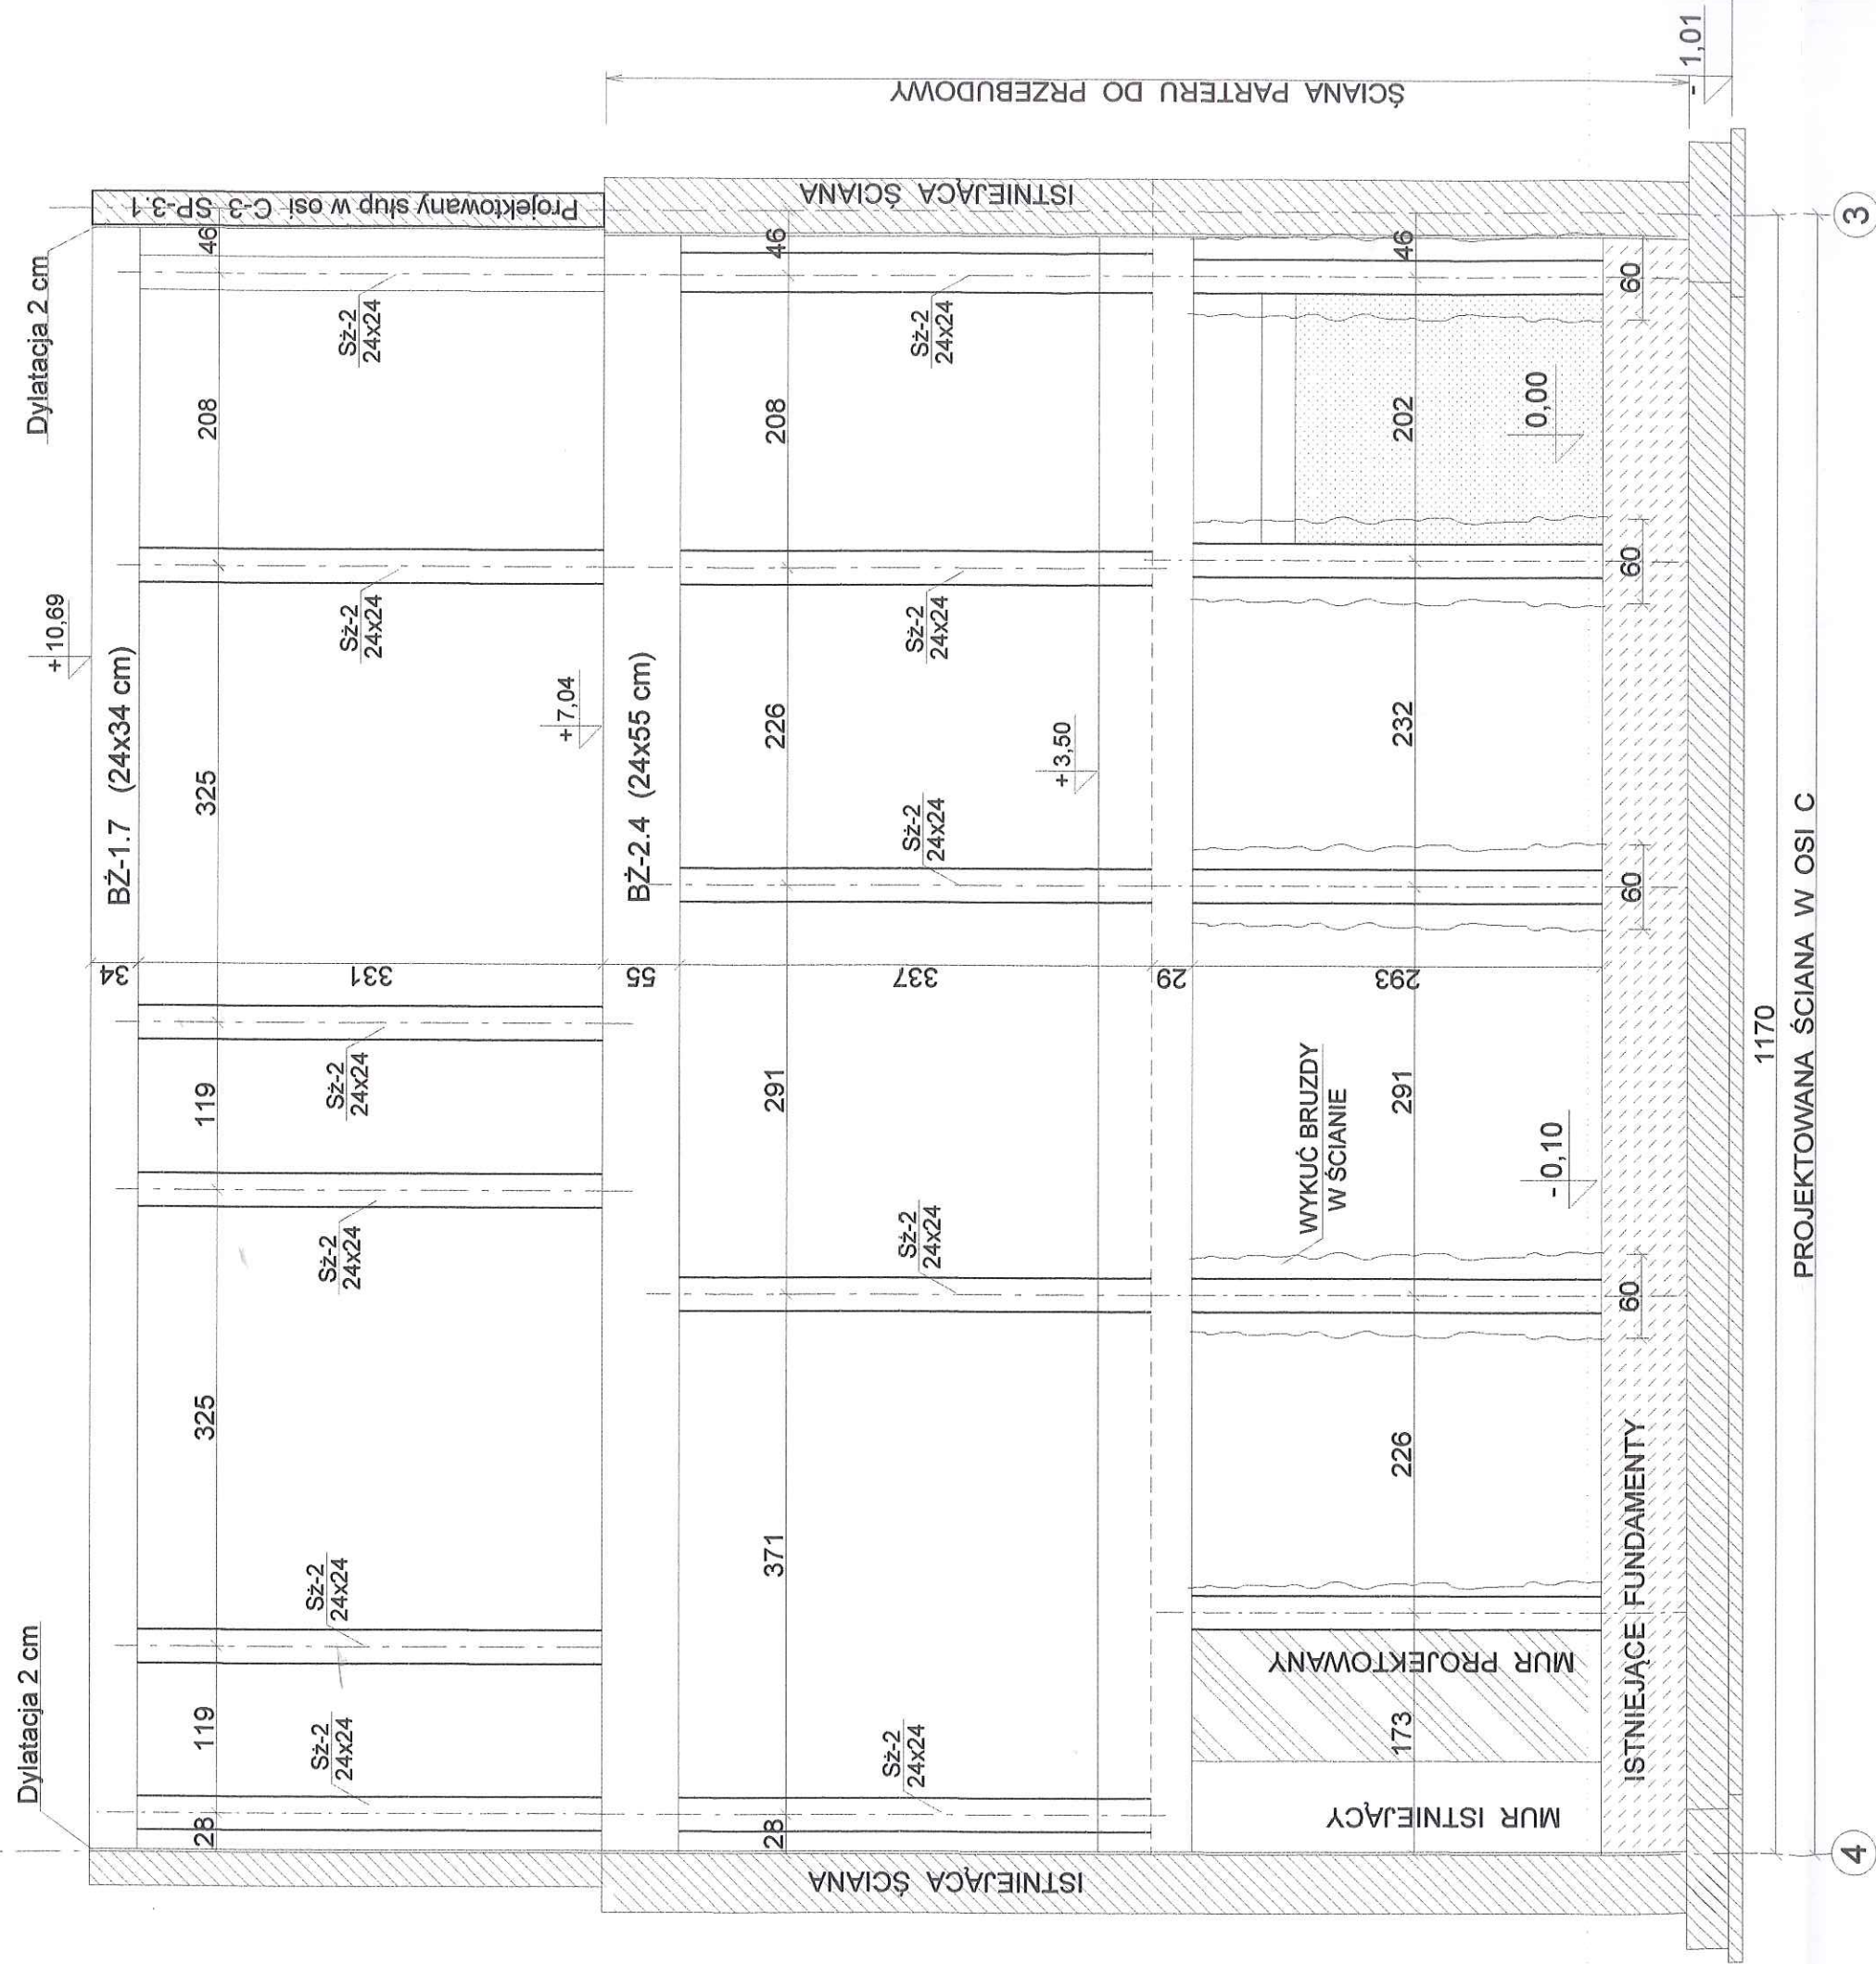 Dylatacja 2 cm
Dylatacja 2 cm
+10,69
BŻ-1.7 (24x34 cm)
28
119
325
119
325
208
46
Sż-2
24x24
Sż-2
24x24
Sż-2
24x24
Sż-2
24x24
Sż-2
24x24
Sż-2
24x24
34
331
+7,04
Projektowany słup w osi C-3 SP-3.1
BŻ-2.4 (24x55 cm)
55
28
371
291
226
208
46
Sż-2
24x24
Sż-2
24x24
Sż-2
24x24
Sż-2
24x24
Sż-2
24x24
337
+3,50
ISTNIEJĄCA ŚCIANA
ISTNIEJĄCA ŚCIANA
ŚCIANA PARTERU DO PRZEBUDOWY
29
293
WYKUĆ BRUZDY
W ŚCIANIE
MUR ISTNIEJĄCY
MUR PROJEKTOWANY
173
226
291
232
202
46
-0,10
0,00
ISTNIEJĄCE FUNDAMENTY
60
60
60
60
-1,01
1170
PROJEKTOWANA ŚCIANA W OSI C
4
3